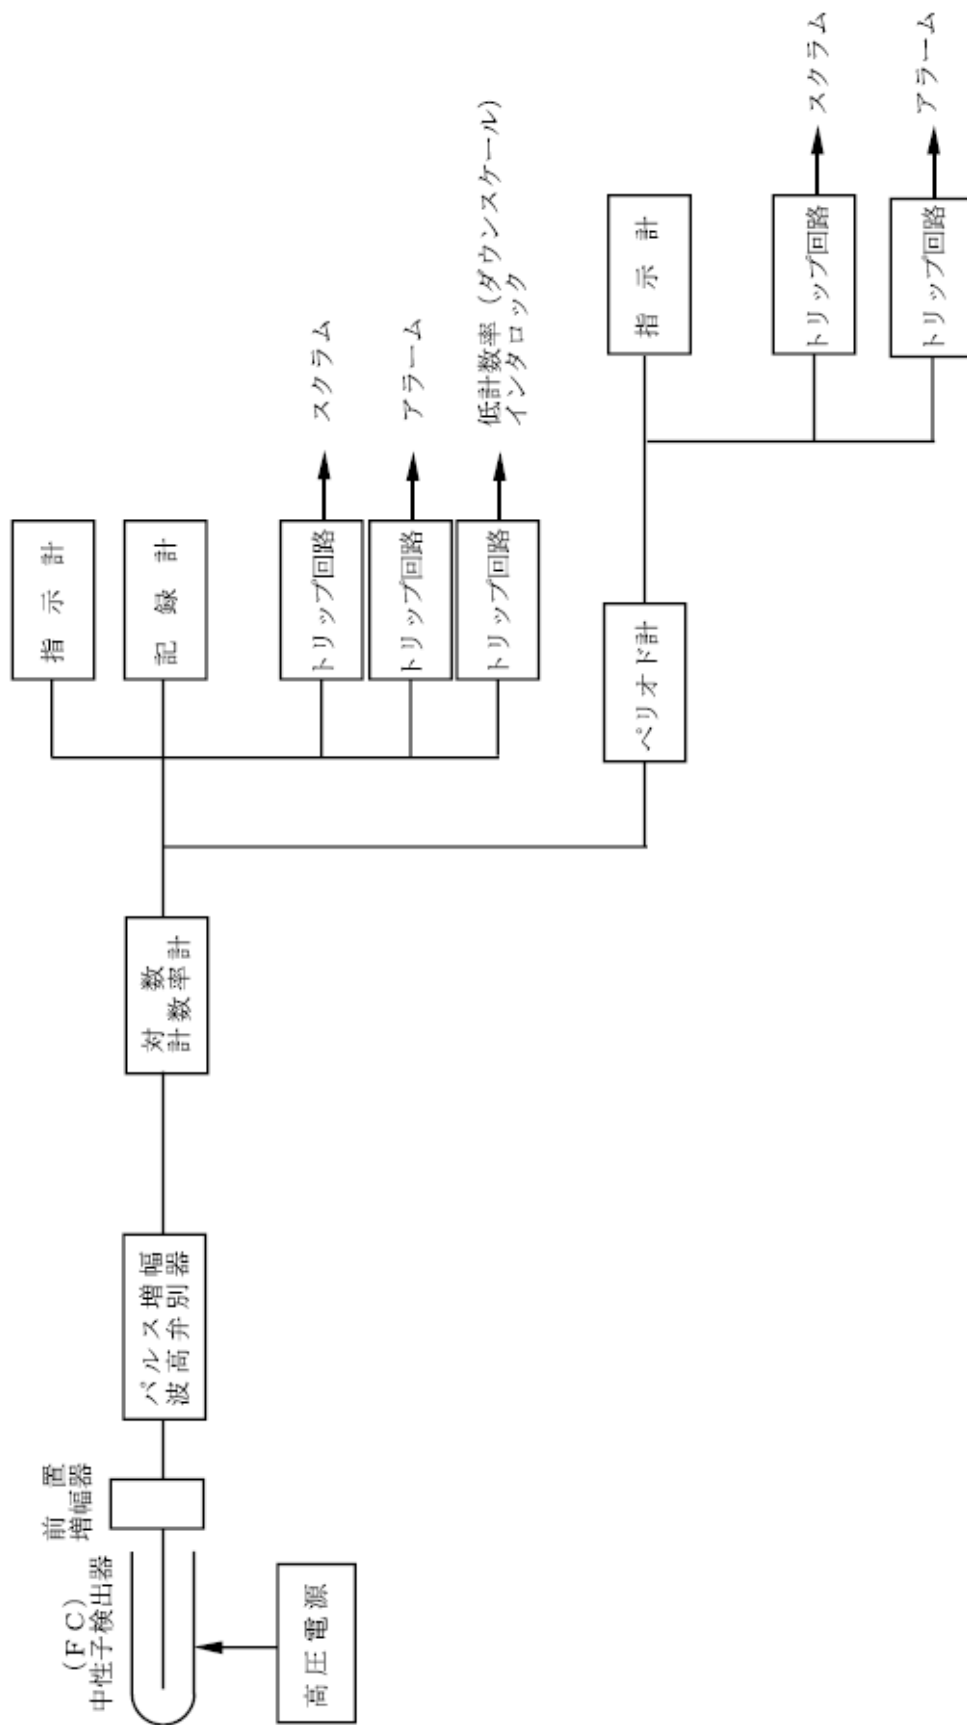 (FC)
中性子検出器
前置
増幅器
高圧電源
パルス増幅
波高弁別器
対数
計数率計
指示計
記録計
トリップ回路
スクラム
トリップ回路
アラーム
トリップ回路
低計数率(ダウンスケール)
インタロック
ペリオド計
指示計
トリップ回路
スクラム
トリップ回路
アラーム